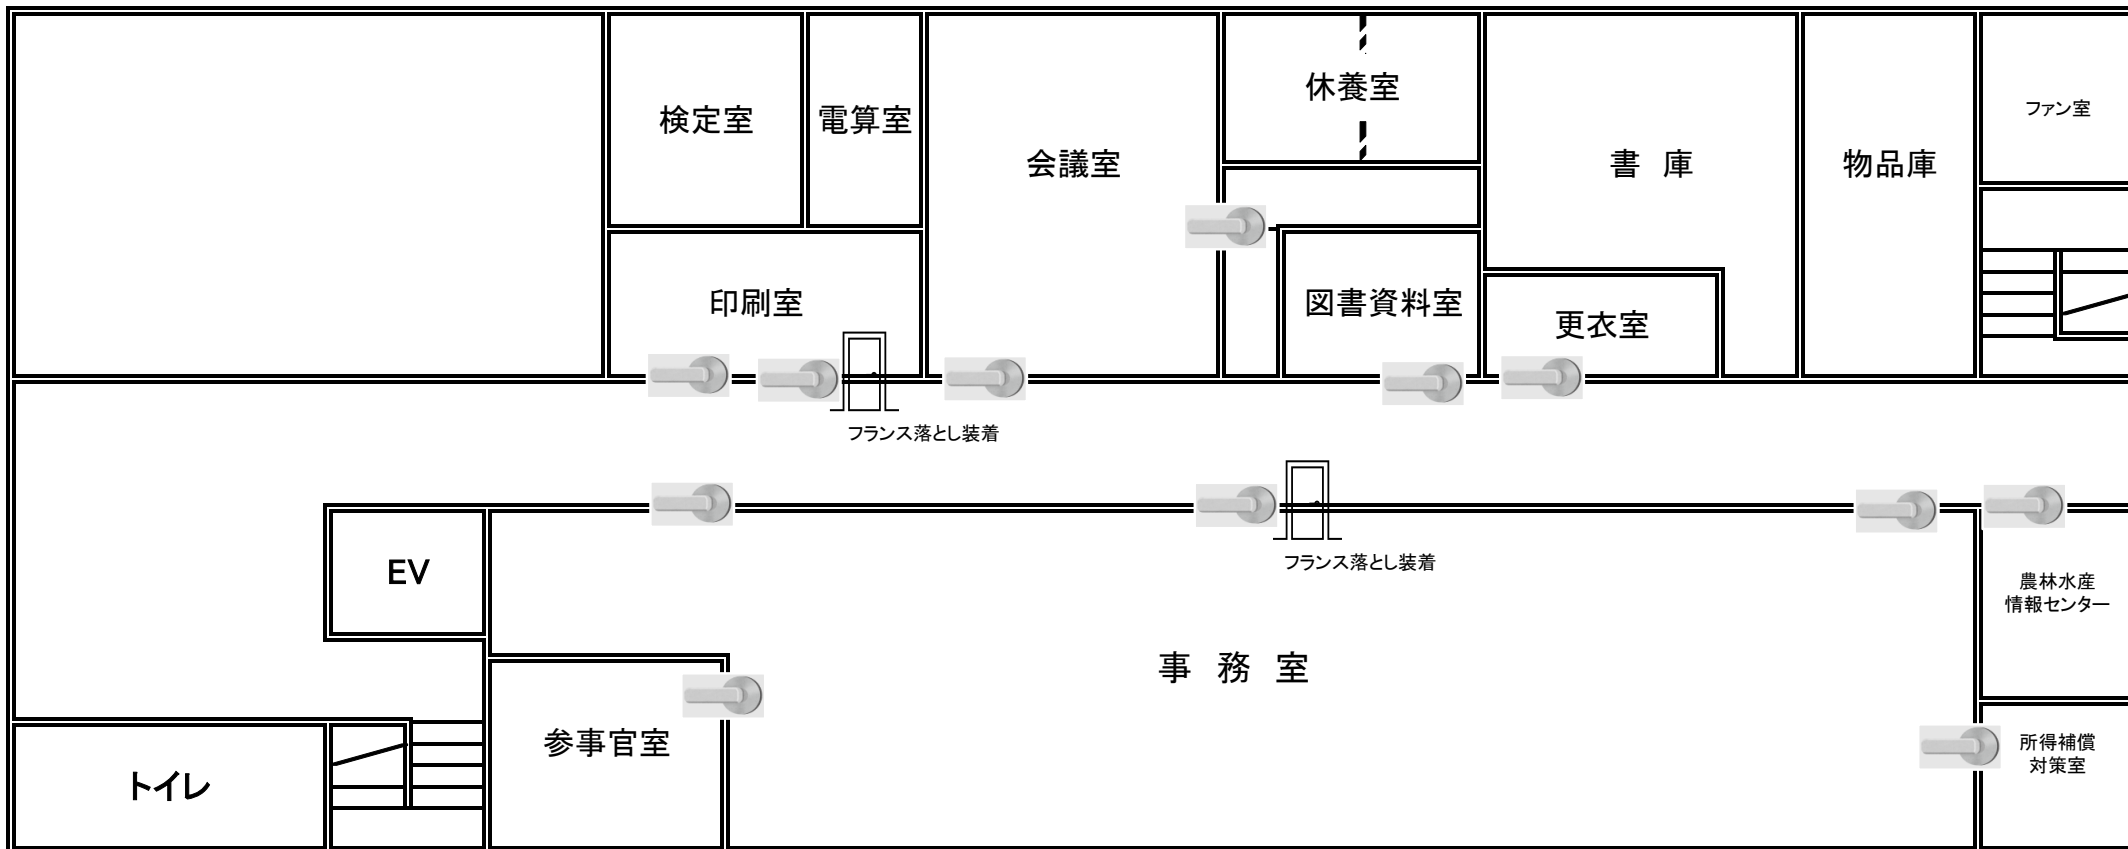 検定室
電算室
会議室
休養室
書 庫
物品庫
ファン室
印刷室
図書資料室
更衣室
フランス落とし装着
フランス落とし装着
EV
農林水産
情報センター
事 務 室
参事官室
所得補償
対策室
トイレ